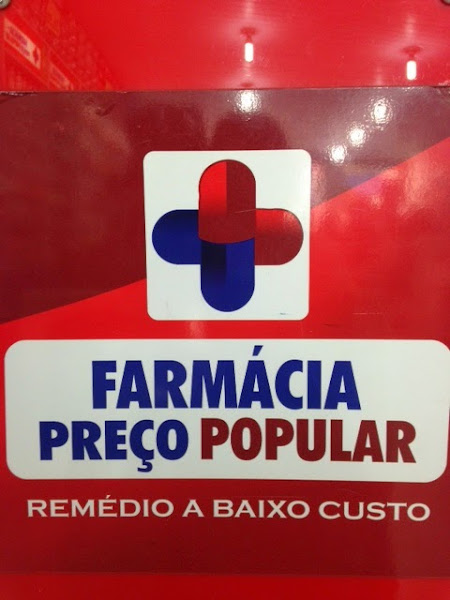 FARMÁCIA
PREÇO POPULAR
REMÉDIO A BAIXO CUSTO